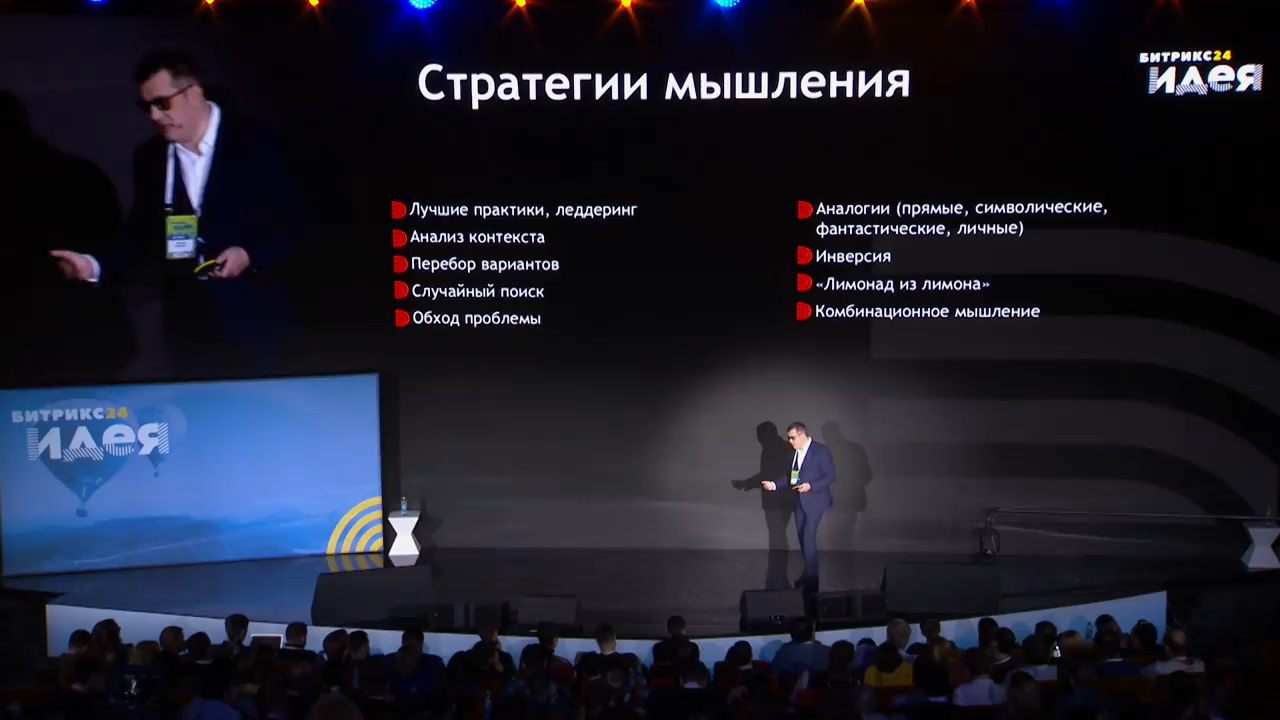 Стратегии мышления
БИТРИКС24
идея
Лучшие практики, леддеринг
Анализ контекста
Перебор вариантов
Случайный поиск
Обход проблемы
Аналогии (прямые, символические,
фантастические, личные)
Инверсия
«Лимонад из лимона»
Комбинационное мышление
БИТРИКС24
идея